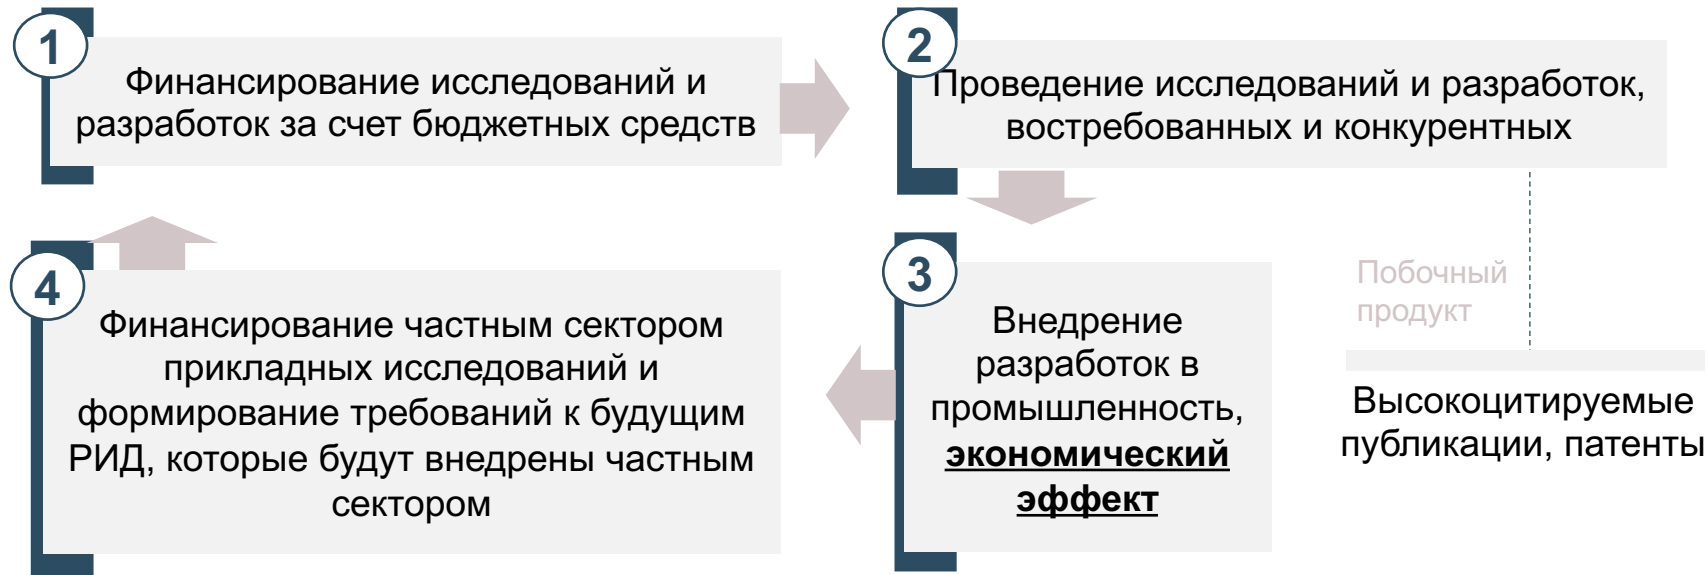 1
Финансирование исследований и
разработок за счет бюджетных средств
2
Проведение исследований и разработок,
востребованных и конкурентных
3
Внедрение
разработок в
промышленность,
экономический
эффект
4
Финансирование частным сектором
прикладных исследований и
формирование требований к будущим
РИД, которые будут внедрены частным
сектором
Побочный
продукт
Высокоцитируемые
публикации, патенты